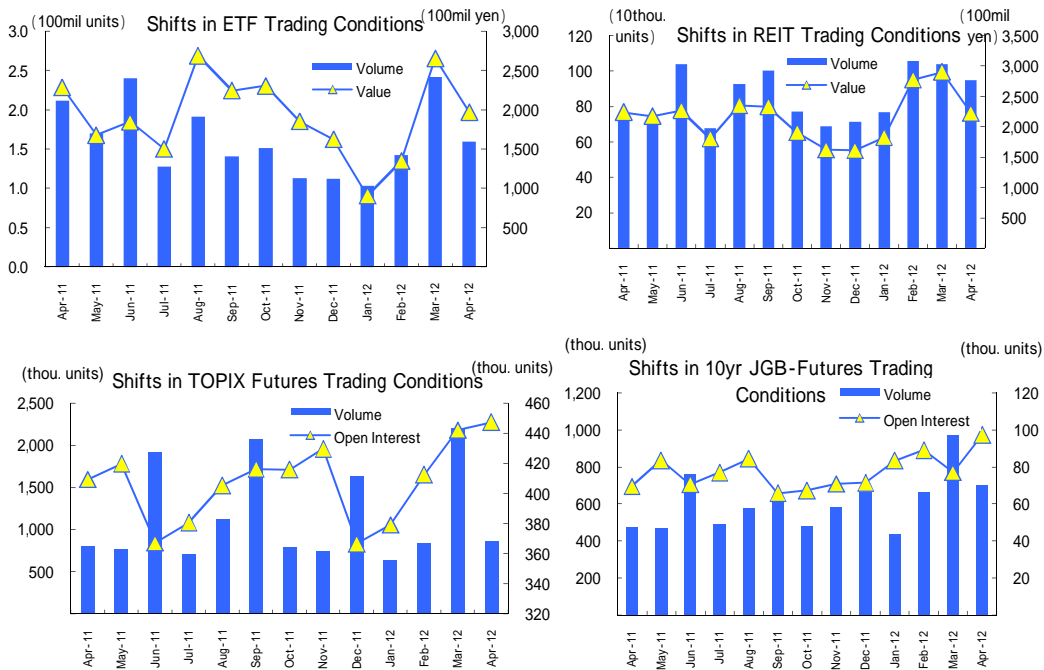 (100mil units)
Shifts in ETF Trading Conditions
(100mil yen)
3.0
2.5
2.0
1.5
1.0
0.5
0.0
Volume
Value
3,000
2,500
2,000
1,500
1,000
500
Apr-11
May-11
Jun-11
Jul-11
Aug-11
Sep-11
Oct-11
Nov-11
Dec-11
Jan-12
Feb-12
Mar-12
Apr-12
(10thou.
units)
Shifts in REIT Trading Conditions
(100mil
yen)
120
100
80
60
40
20
Volume
Value
3,500
3,000
2,500
2,000
1,500
1,000
500
Apr-11
May-11
Jun-11
Jul-11
Aug-11
Sep-11
Oct-11
Nov-11
Dec-11
Jan-12
Feb-12
Mar-12
Apr-12
(thou. units)
Shifts in TOPIX Futures Trading Conditions
(thou. units)
2,500
2,000
1,500
1,000
500
Volume
Open Interest
460
440
420
400
380
360
340
320
Apr-11
May-11
Jun-11
Jul-11
Aug-11
Sep-11
Oct-11
Nov-11
Dec-11
Jan-12
Feb-12
Mar-12
Apr-12
(thou. units)
Shifts in 10yr JGB-Futures Trading
Conditions
(thou. units)
1,200
1,000
800
600
400
200
Volume
Open Interest
120
100
80
60
40
20
Apr-11
May-11
Jun-11
Jul-11
Aug-11
Sep-11
Oct-11
Nov-11
Dec-11
Jan-12
Feb-12
Mar-12
Apr-12